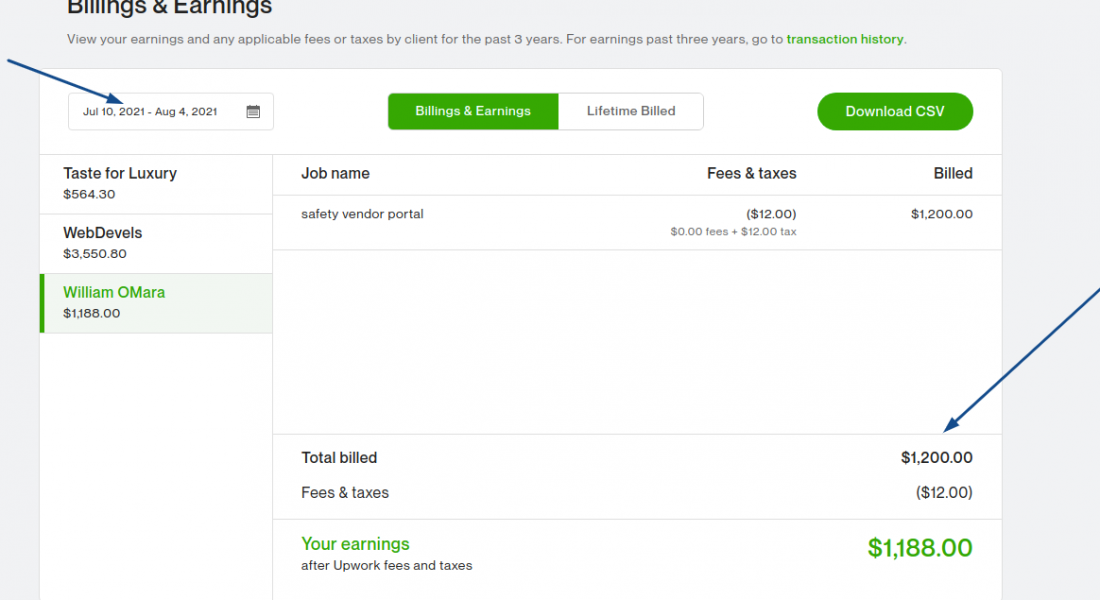 Billings & Earnings
View your earnings and any applicable fees or taxes by client for the past 3 years. For earnings past three years, go to transaction history.
Jul 10, 2021 - Aug 4, 2021
Billings & Earnings
Lifetime Billed
Download CSV
Taste for Luxury
$564.30
WebDevels
$3,550.80
William OMara
$1,188.00
Job name Fees & taxes Billed
safety vendor portal ($12.00) $1,200.00
$0.00 fees + $12.00 tax
Total billed $1,200.00
Fees & taxes ($12.00)
Your earnings $1,188.00
after Upwork fees and taxes